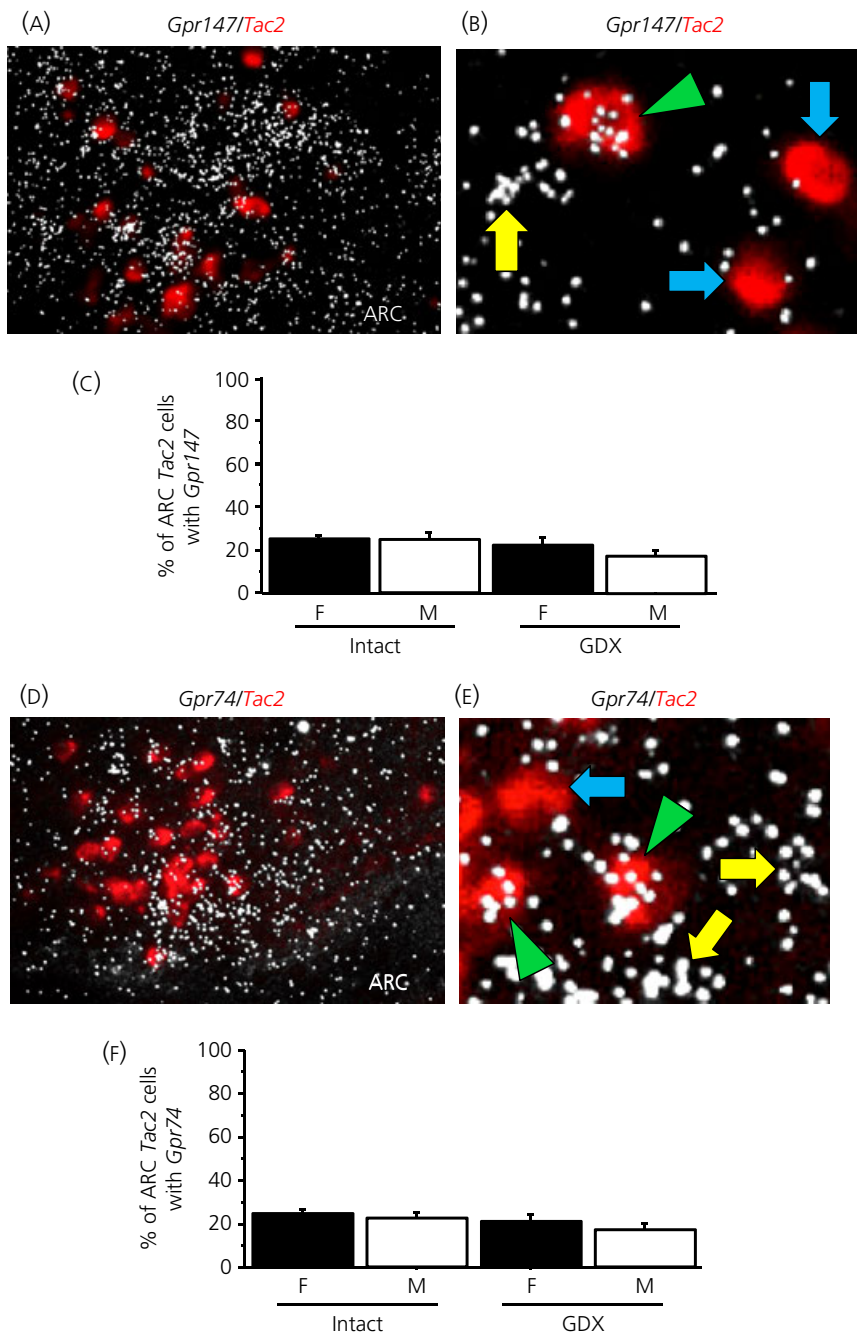 (A) Gpr147/Tac2
(B) Gpr147/Tac2
ARC
(C)
% of ARC Tac2 cells
with Gpr147
100
80
60
40
20
0
F M F M
Intact GDX
(D) Gpr74/Tac2
(E) Gpr74/Tac2
ARC
(F)
% of ARC Tac2 cells
with Gpr74
100
80
60
40
20
0
F M F M
Intact GDX